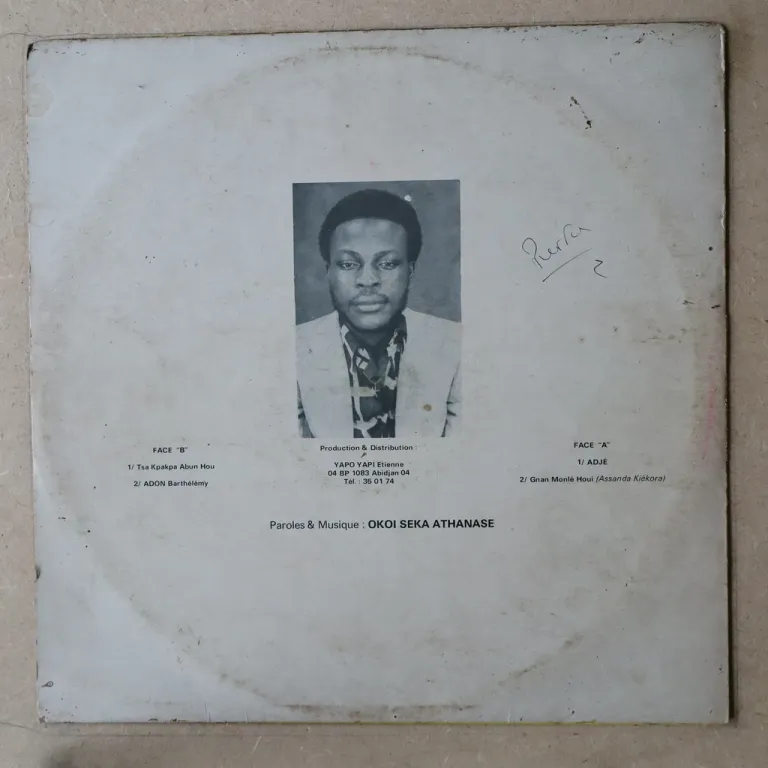 FACE "B"
1/ Tsa Kpakpa Abun Hou
2/ ADON Barthélémy
Production & Distribution :
YAPO YAPI Etienne
04 BP 1083 Abidjan 04
Tél. : 36 01 74
FACE "A"
1/ ADJÉ
2/ Gnan Monlé Houi (Assanda Kiékora)
Paroles & Musique : OKOI SEKA ATHANASE